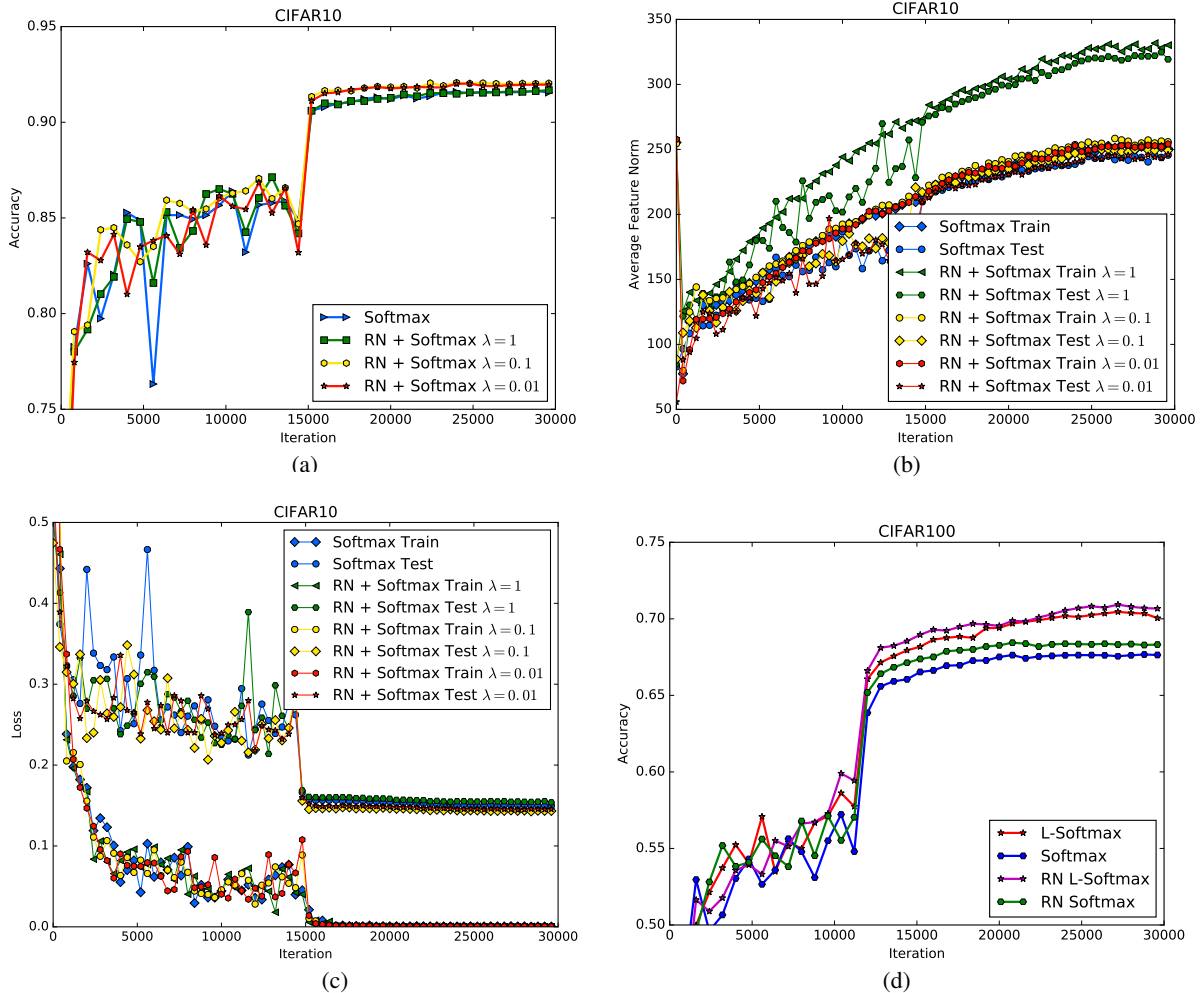 CIFAR10
0.95
0.90
0.85
0.80
0.75
Accuracy
0 5000 10000 15000 20000 25000 30000
Iteration
Softmax
RN + Softmax λ = 1
RN + Softmax λ = 0.1
RN + Softmax λ = 0.01
(a)
CIFAR10
350
300
250
200
150
100
50
Average Feature Norm
0 5000 10000 15000 20000 25000 30000
Iteration
Softmax Train
Softmax Test
RN + Softmax Train λ = 1
RN + Softmax Test λ = 1
RN + Softmax Train λ = 0.1
RN + Softmax Test λ = 0.1
RN + Softmax Train λ = 0.01
RN + Softmax Test λ = 0.01
(b)
CIFAR10
0.5
0.4
0.3
0.2
0.1
0.0
Loss
0 5000 10000 15000 20000 25000 30000
Iteration
Softmax Train
Softmax Test
RN + Softmax Train λ = 1
RN + Softmax Test λ = 1
RN + Softmax Train λ = 0.1
RN + Softmax Test λ = 0.1
RN + Softmax Train λ = 0.01
RN + Softmax Test λ = 0.01
(c)
CIFAR100
0.75
0.70
0.65
0.60
0.55
0.50
Accuracy
0 5000 10000 15000 20000 25000 30000
Iteration
L-Softmax
Softmax
RN L-Softmax
RN Softmax
(d)